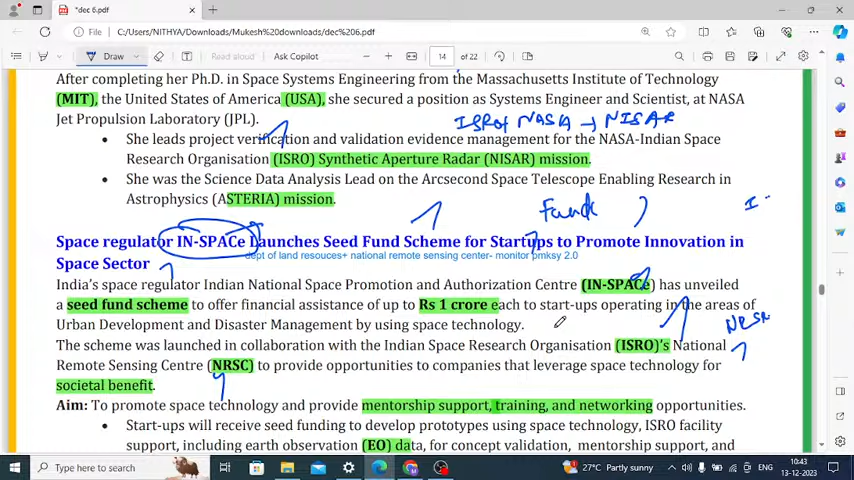 *dec 6.pdf
File
C:/Users/NITHYA/Downloads/Mukesh%20downloads/dec%206.pdf
Draw
Read aloud
Ask Copilot
14
of 22
After completing her Ph.D. in Space Systems Engineering from the Massachusetts Institute of Technology
(MIT), the United States of America (USA), she secured a position as Systems Engineer and Scientist, at NASA
Jet Propulsion Laboratory (JPL).
ISRO+ NASA → NISAR
• She leads project verification and validation evidence management for the NASA-Indian Space
Research Organisation (ISRO) Synthetic Aperture Radar (NISAR) mission.
• She was the Science Data Analysis Lead on the Arcsecond Space Telescope Enabling Research in
Astrophysics (ASTERIA) mission.
Fund
Space regulator IN-SPACe Launches Seed Fund Scheme for Startups to Promote Innovation in
dept of land resouces+ national remote sensing center- monitor pmksy 2.0
Space Sector
India's space regulator Indian National Space Promotion and Authorization Centre (IN-SPACe) has unveiled
a seed fund scheme to offer financial assistance of up to Rs 1 crore each to start-ups operating in the areas of
Urban Development and Disaster Management by using space technology.
The scheme was launched in collaboration with the Indian Space Research Organisation (ISRO)'s National
Remote Sensing Centre (NRSC) to provide opportunities to companies that leverage space technology for
societal benefit.
Aim: To promote space technology and provide mentorship support, training, and networking opportunities.
• Start-ups will receive seed funding to develop prototypes using space technology, ISRO facility
support, including earth observation (EO) data, for concept validation, mentorship support, and
Type here to search
27°C Partly sunny
ENG
10:43
13-12-2023